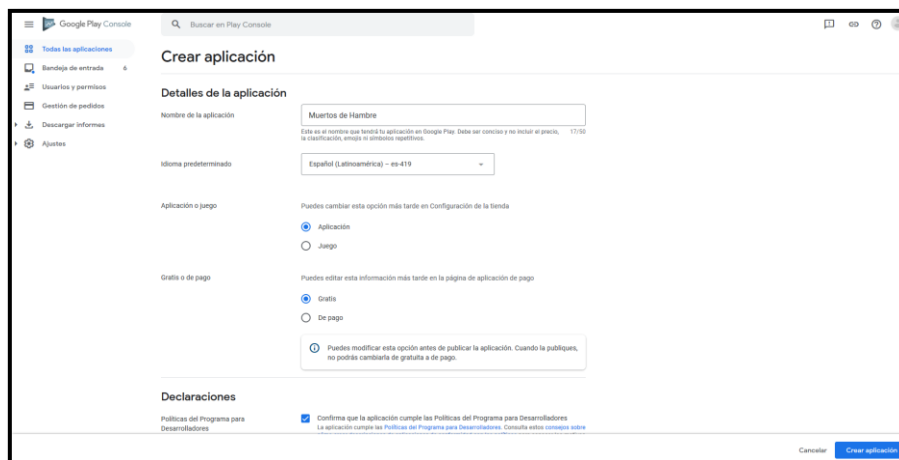 Google Play Console
Buscar en Play Console
Todas las aplicaciones
Bandeja de entrada 6
Usuarios y permisos
Gestión de pedidos
Descargar informes
Ajustes
Crear aplicación
Detalles de la aplicación
Nombre de la aplicación
Muertos de Hambre
Este es el nombre que tendrá tu aplicación en Google Play. Debe ser conciso y no incluir el precio, 17/50
la clasificación, emojis ni símbolos repetitivos.
Idioma predeterminado
Español (Latinoamérica) – es-419
Aplicación o juego
Puedes cambiar esta opción más tarde en Configuración de la tienda
Aplicación
Juego
Gratis o de pago
Puedes editar esta información más tarde en la página de aplicación de pago
Gratis
De pago
Puedes modificar esta opción antes de publicar la aplicación. Cuando la publiques,
no podrás cambiarla de gratuita a de pago.
Declaraciones
Políticas del Programa para
Desarrolladores
Confirma que la aplicación cumple las Políticas del Programa para Desarrolladores
La aplicación cumple las Políticas del Programa para Desarrolladores. Consulta estos consejos sobre
Cancelar
Crear aplicación